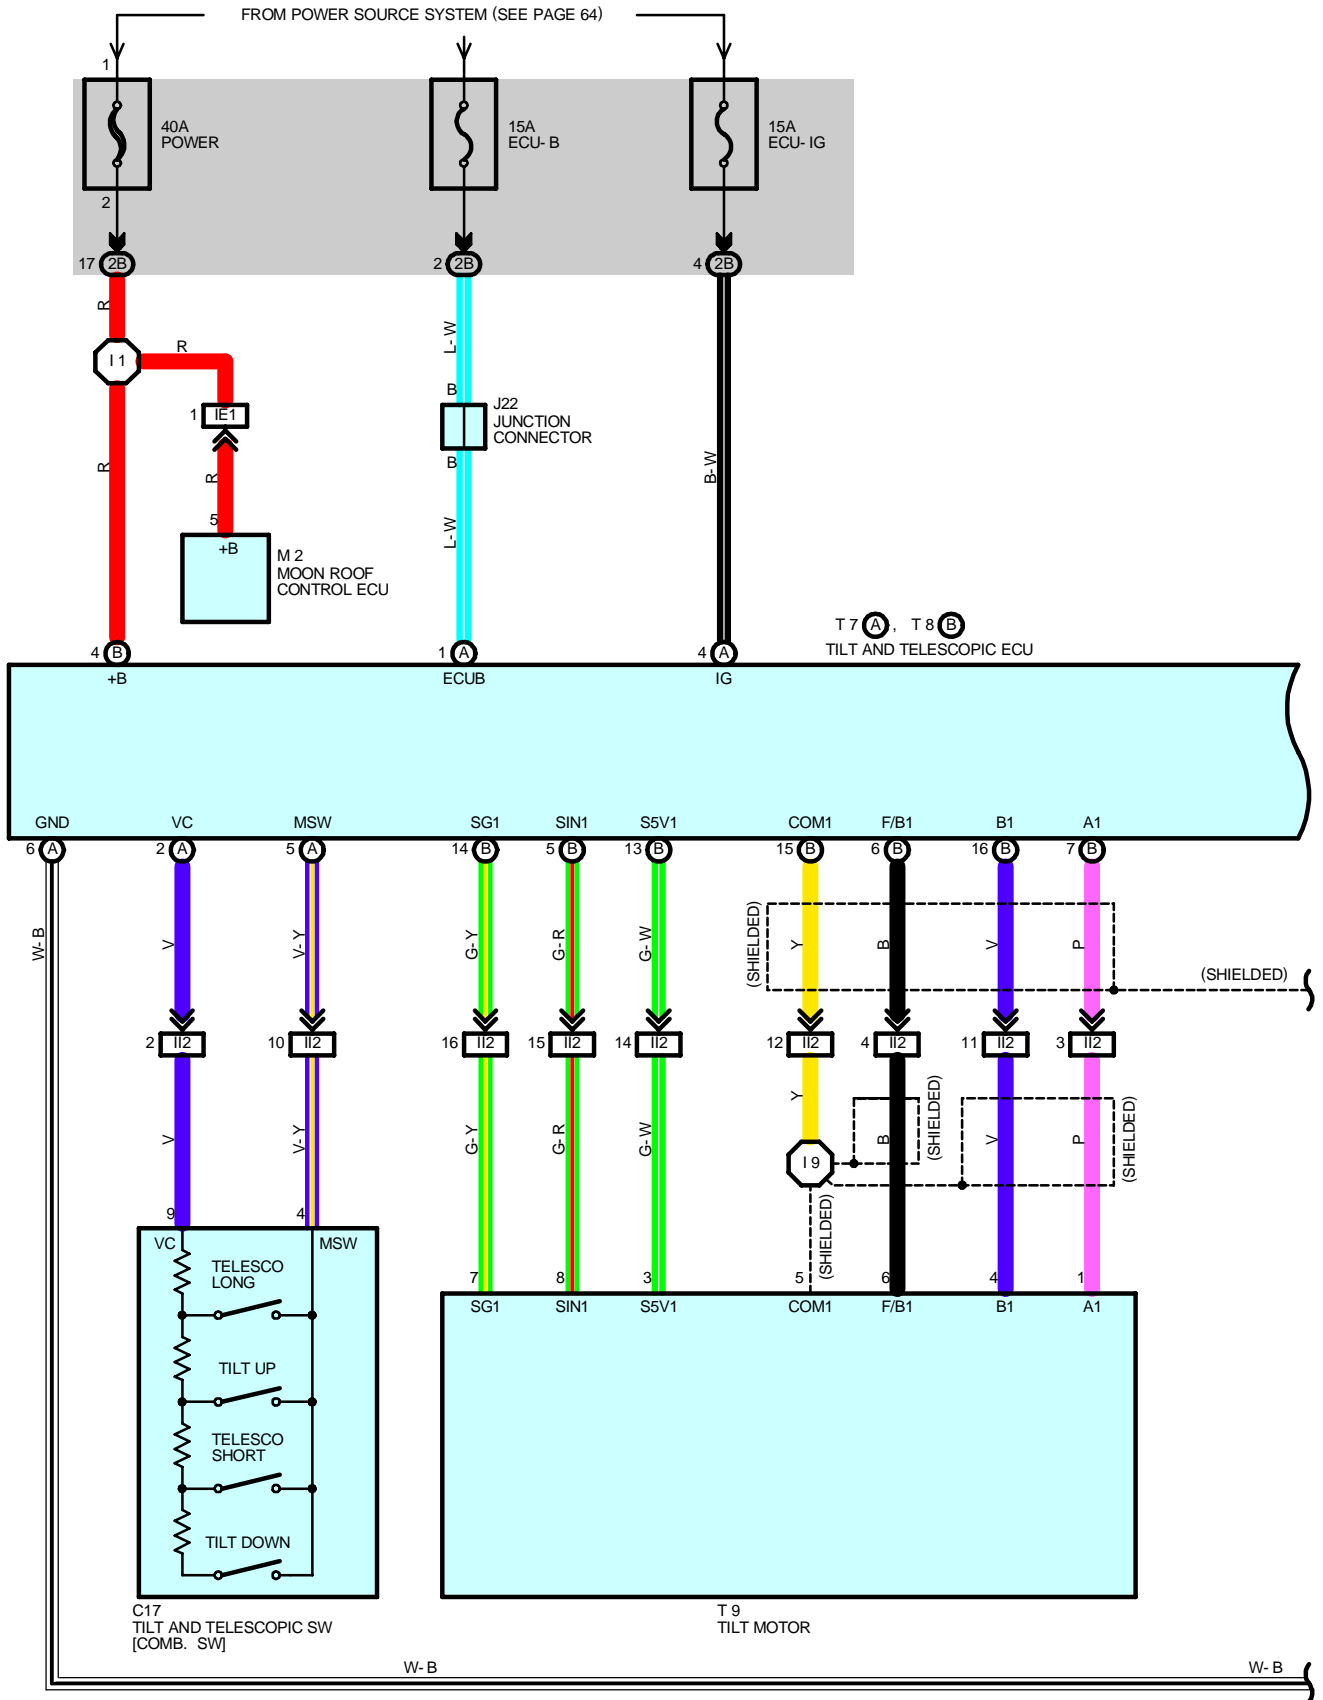 FROM POWER SOURCE SYSTEM (SEE PAGE 64)
1
40A
POWER
15A
ECU- B
15A
ECU- IG
2
17 2B
2 2B
4 2B
R
L- W
I 1
R
B
J22
JUNCTION
CONNECTOR
1 IE1
B
R
R
B- W
5
+B
L- W
M 2
MOON ROOF
CONTROL ECU
T 7 A , T 8 B
TILT AND TELESCOPIC ECU
4 B
1 A
4 A
+B
ECUB
IG
GND
VC
MSW
SG1
SIN1
S5V1
COM1
F/B1
B1
A1
6 A
2 A
5 A
14 B
5 B
13 B
15 B
6 B
16 B
7 B
W- B
V
V- Y
G- Y
G- R
G- W
(SHIELDED)
Y
B
V
P
(SHIELDED)
2 II2
10 II2
16 II2
15 II2
14 II2
12 II2
4 II2
11 II2
3 II2
V
V- Y
G- Y
G- R
G- W
Y
B
(SHIELDED)
V
P
(SHIELDED)
I 9
(SHIELDED)
9
4
VC
MSW
7
8
3
5
6
4
1
SG1
SIN1
S5V1
COM1
F/B1
B1
A1
TELESCO
LONG
TILT UP
TELESCO
SHORT
TILT DOWN
C17
TILT AND TELESCOPIC SW
[COMB. SW]
T 9
TILT MOTOR
W- B
W- B